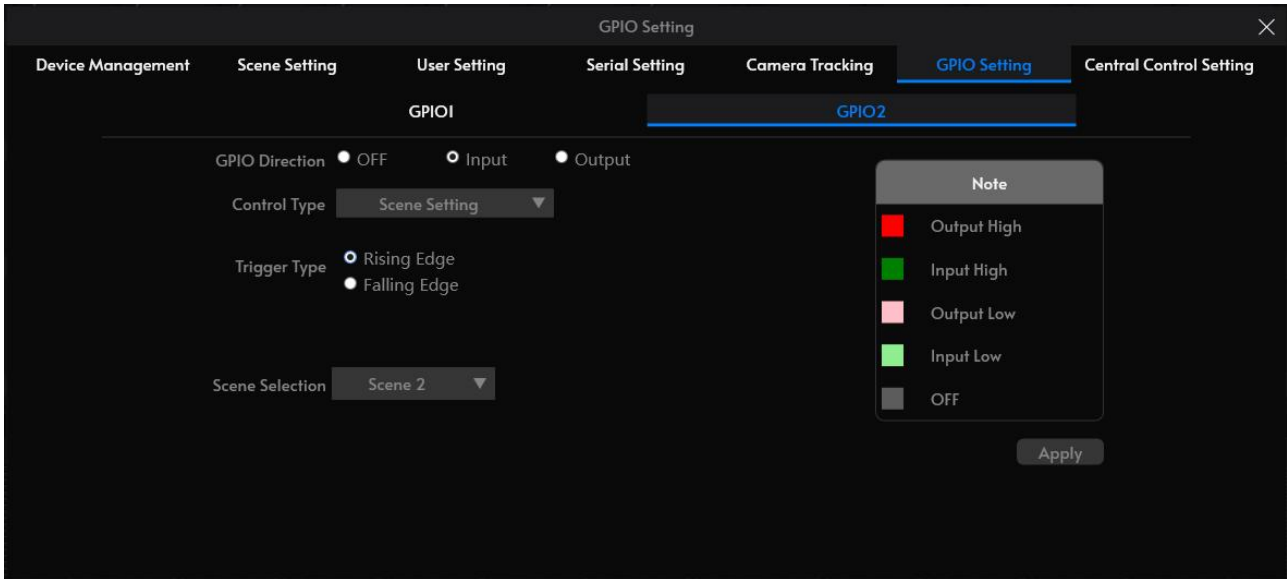 GPIO Setting
Device Management Scene Setting User Setting Serial Setting Camera Tracking GPIO Setting Central Control Setting
GPIO1 GPIO2
GPIO Direction OFF Input Output
Note
Control Type Scene Setting
Output High
Trigger Type Rising Edge
Input High
Falling Edge
Output Low
Input Low
Scene Selection Scene 2
OFF
Apply